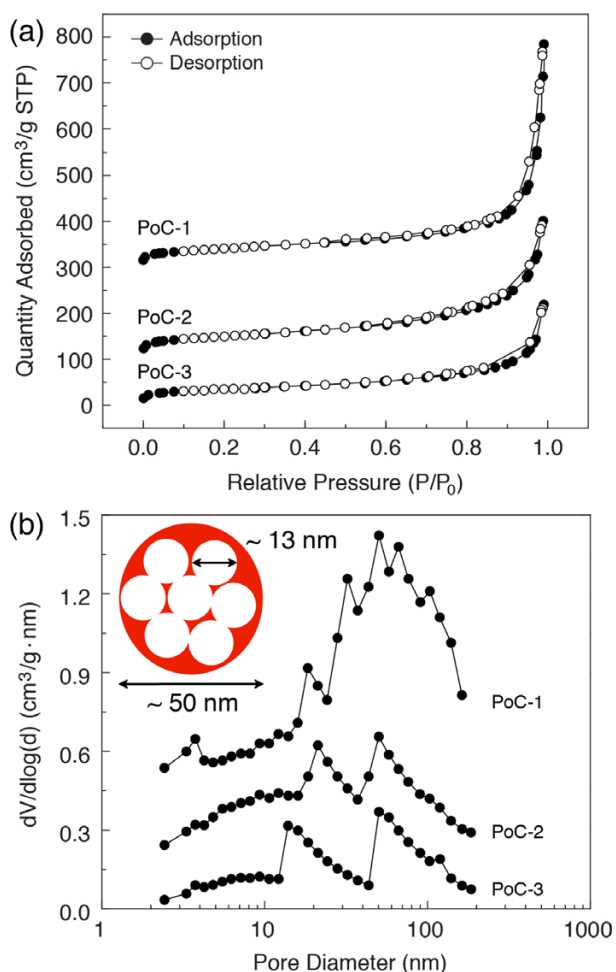 (a)
Adsorption
Desorption
Quantity Adsorbed (cm³/g STP)
800
700
600
500
400
300
200
100
0
PoC-1
PoC-2
PoC-3
0.0 0.2 0.4 0.6 0.8 1.0
Relative Pressure (P/P₀)
(b)
dV/dlog(d) (cm³/g·nm)
1.5
1.2
0.9
0.6
0.3
0.0
~ 13 nm
~ 50 nm
PoC-1
PoC-2
PoC-3
1 10 100 1000
Pore Diameter (nm)